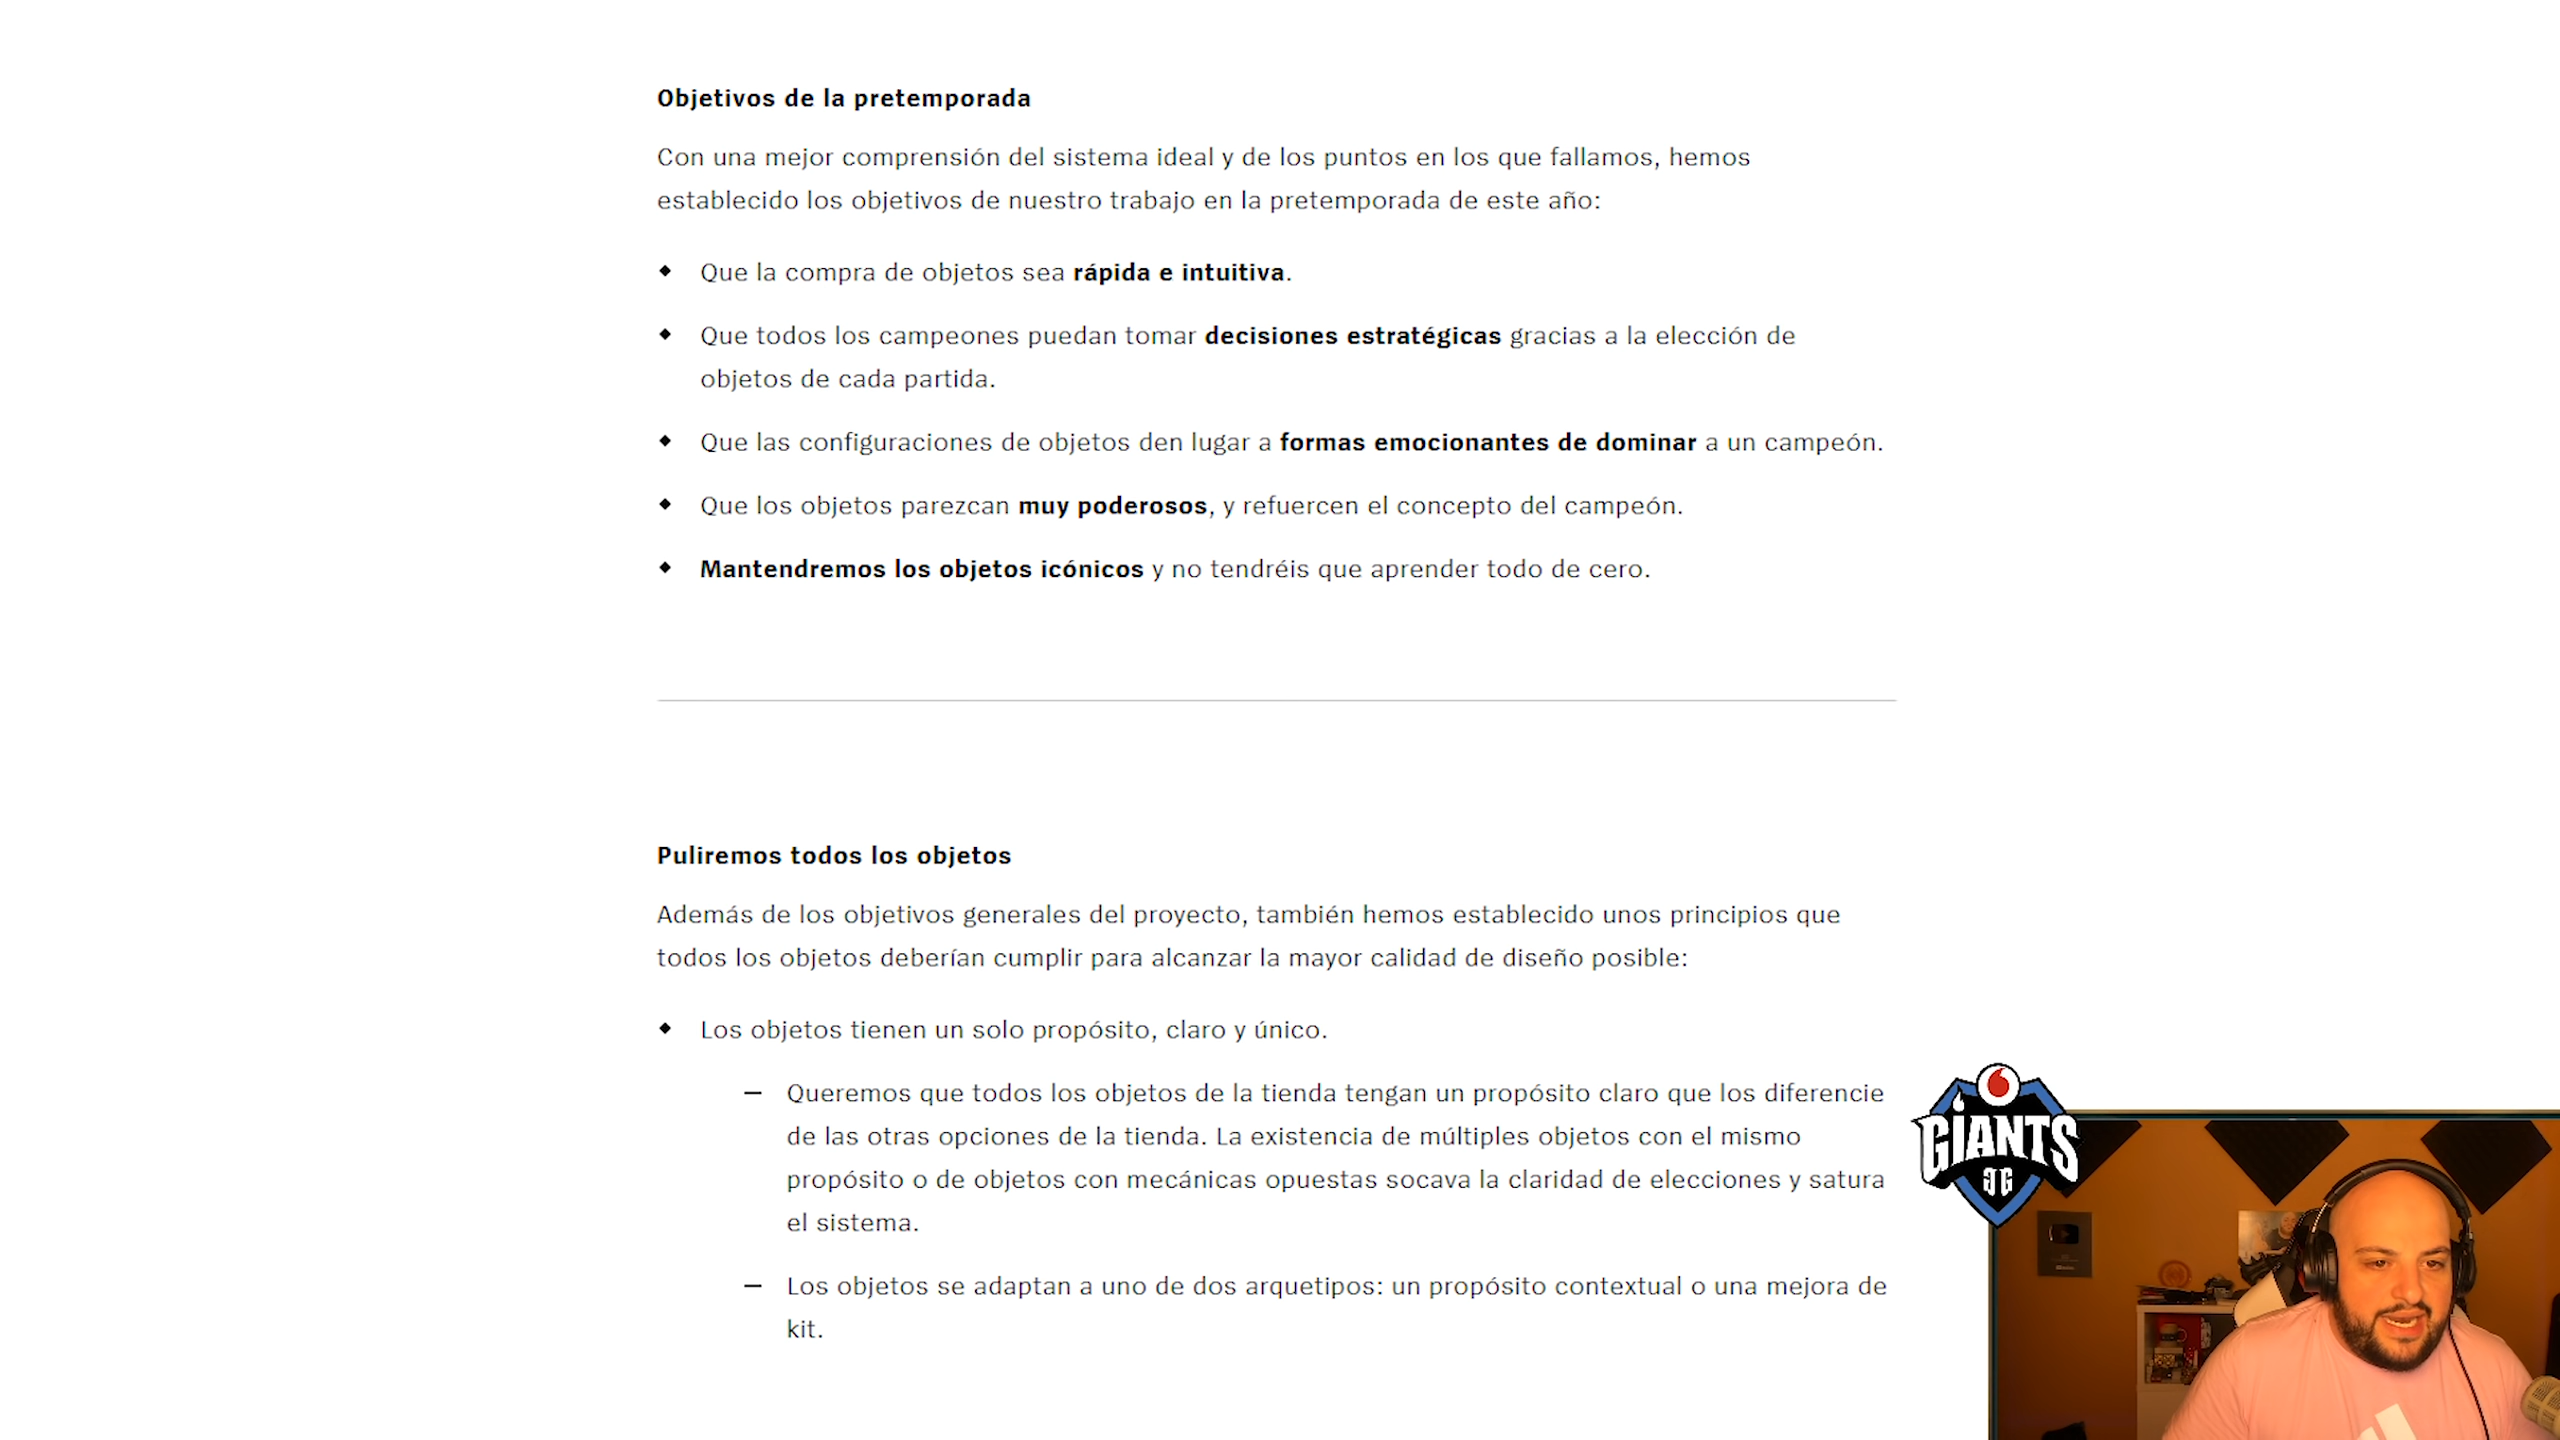 Objetivos de la pretemporada
Con una mejor comprensión del sistema ideal y de los puntos en los que fallamos, hemos
establecido los objetivos de nuestro trabajo en la pretemporada de este año:
Que la compra de objetos sea rápida e intuitiva.
Que todos los campeones puedan tomar decisiones estratégicas gracias a la elección de
objetos de cada partida.
Que las configuraciones de objetos den lugar a formas emocionantes de dominar a un campeón.
Que los objetos parezcan muy poderosos, y refuercen el concepto del campeón.
Mantendremos los objetos icónicos y no tendréis que aprender todo de cero.
Puliremos todos los objetos
Además de los objetivos generales del proyecto, también hemos establecido unos principios que
todos los objetos deberían cumplir para alcanzar la mayor calidad de diseño posible:
Los objetos tienen un solo propósito, claro y único.
— Queremos que todos los objetos de la tienda tengan un propósito claro que los diferencie
de las otras opciones de la tienda. La existencia de múltiples objetos con el mismo
propósito o de objetos con mecánicas opuestas socava la claridad de elecciones y satura
el sistema.
— Los objetos se adaptan a uno de dos arquetipos: un propósito contextual o una mejora de
kit.
GIANTS